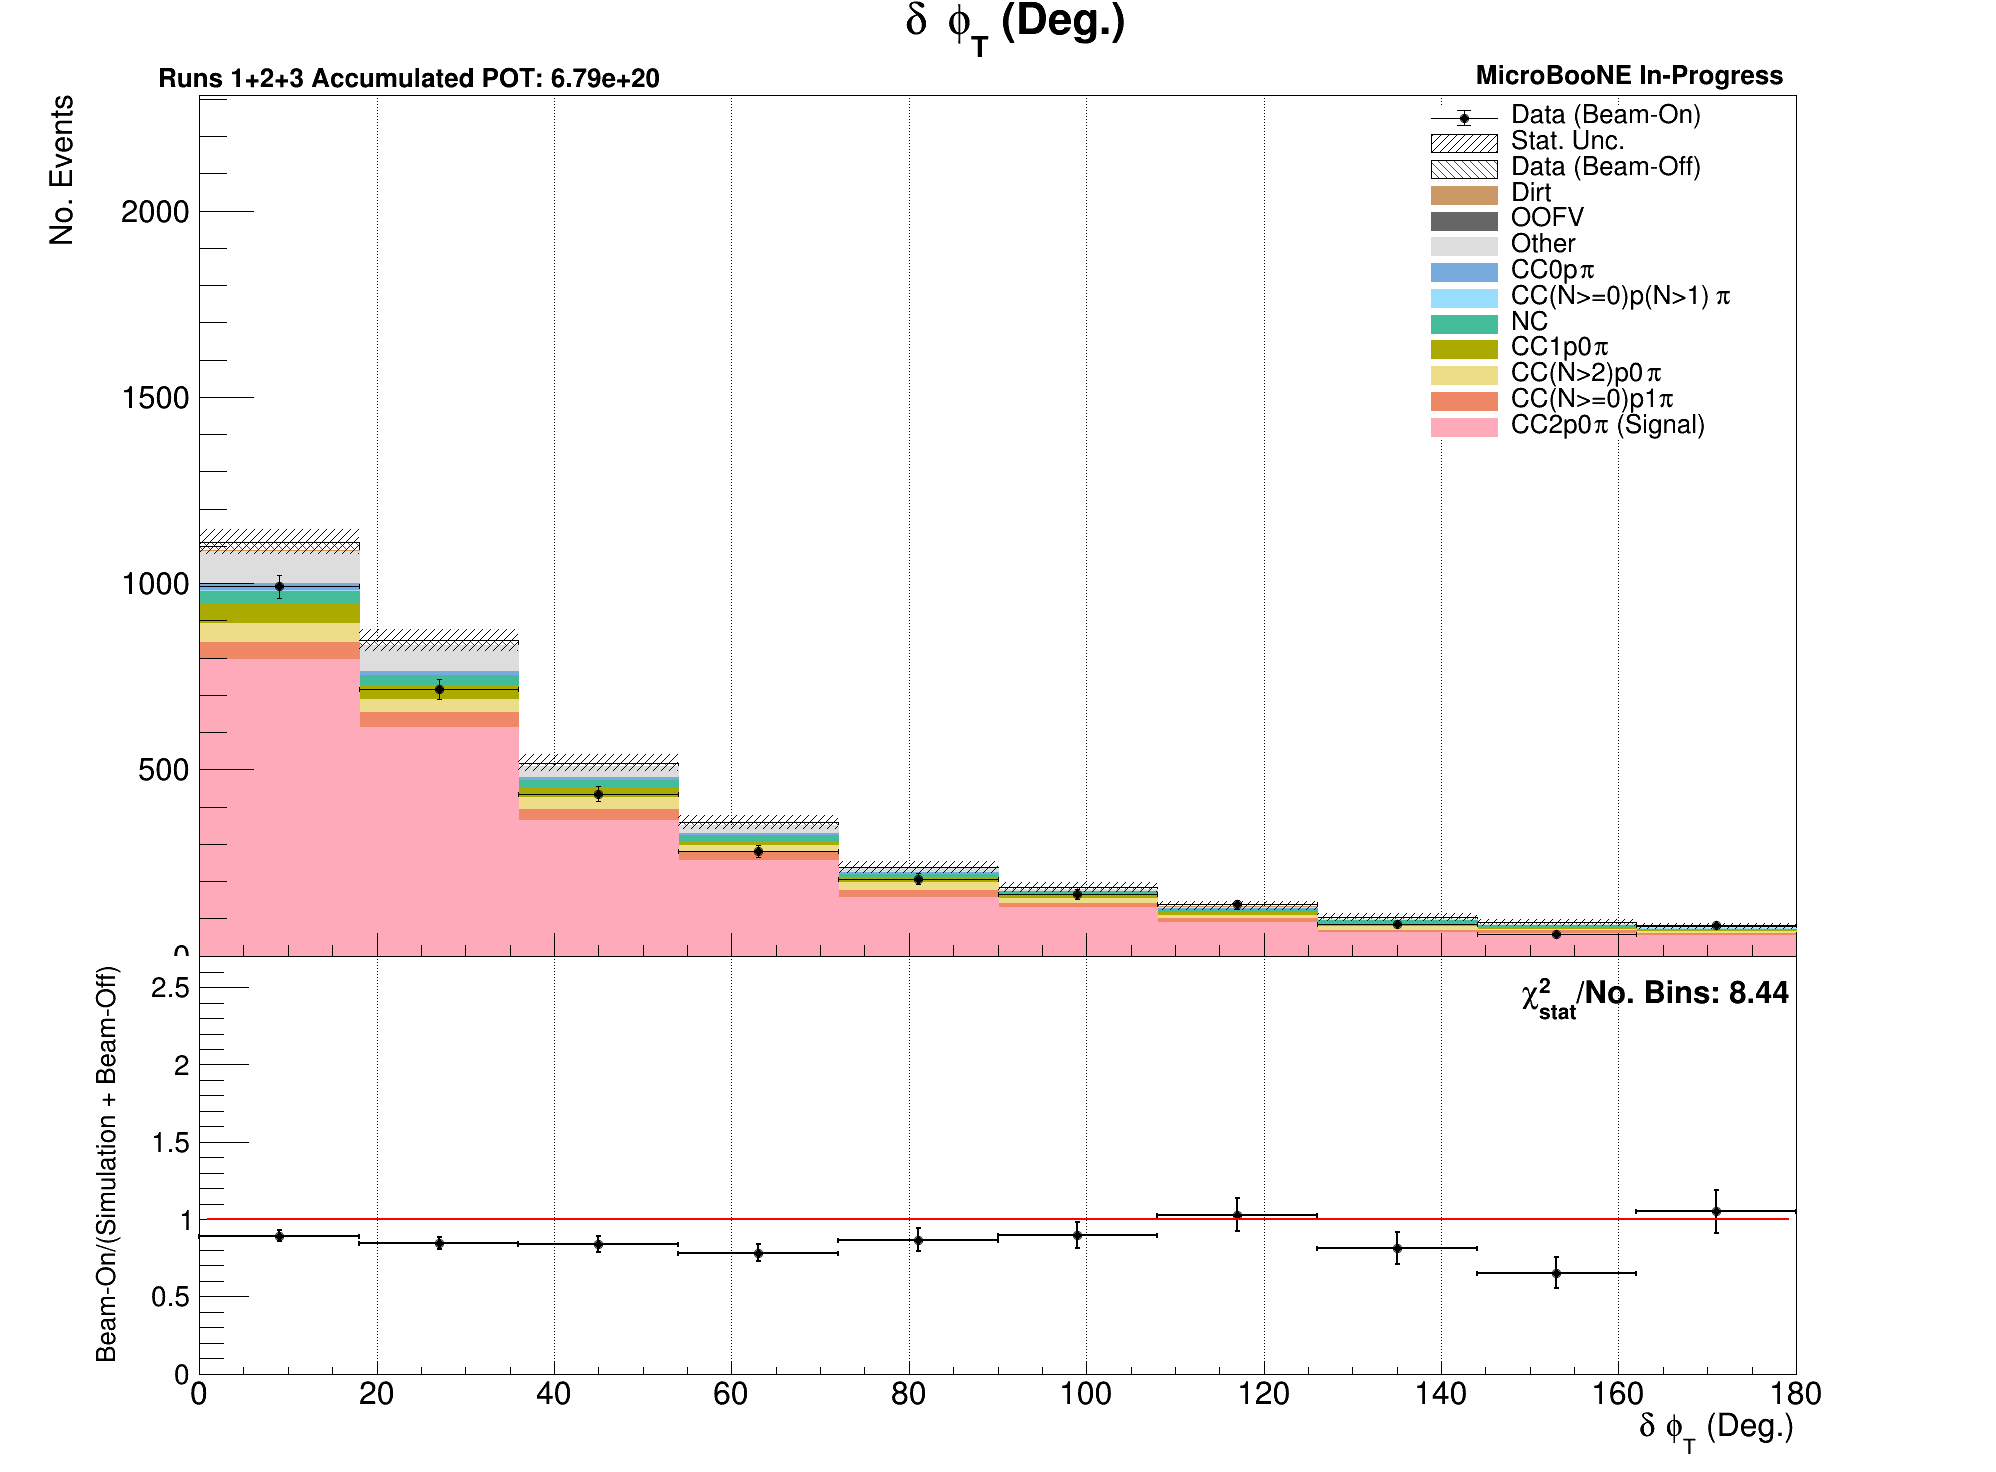 δ ϕT (Deg.)
Runs 1+2+3 Accumulated POT: 6.79e+20
MicroBooNE In-Progress
No. Events
2000
1500
1000
500
0
Data (Beam-On)
Stat. Unc.
Data (Beam-Off)
Dirt
OOFV
Other
CC0pπ
CC(N>=0)p(N>1) π
NC
CC1p0π
CC(N>2)p0π
CC(N>=0)p1π
CC2p0π (Signal)
Beam-On/(Simulation + Beam-Off)
2.5
2
1.5
1
0.5
0
χ²stat/No. Bins: 8.44
0 20 40 60 80 100 120 140 160 180
δ ϕT (Deg.)